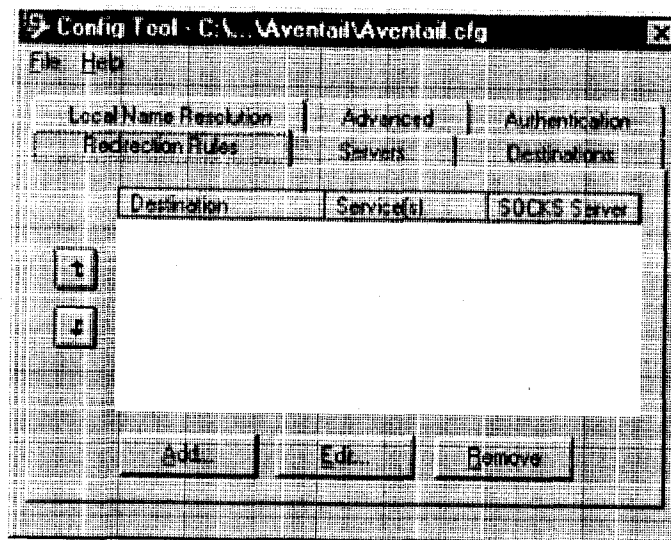 Config Tool - C:\...\Aventail\Aventail.cfg
File Help
Local Name Resolution Advanced Authentication
Redirection Rules Servers Destinations
Destination Service(s) SOCKS Server
Add... Edit... Remove